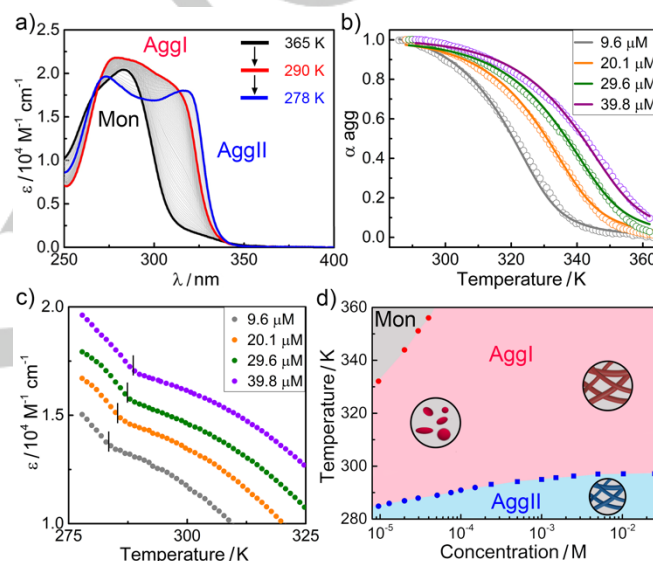 a)
AggI
Mon
AggII
365 K
290 K
278 K
ε / 10⁴ M⁻¹ cm⁻¹
2.5
2.0
1.5
1.0
0.5
0.0
250 300 350 400
λ / nm
b)
9.6 µM
20.1 µM
29.6 µM
39.8 µM
α agg
1.0
0.8
0.6
0.4
0.2
0.0
300 320 340 360
Temperature / K
c)
9.6 µM
20.1 µM
29.6 µM
39.8 µM
ε / 10⁴ M⁻¹ cm⁻¹
2.0
1.5
1.0
275 300 325
Temperature / K
d)
Mon
AggI
AggII
Temperature / K
360
340
320
300
280
10⁻⁵ 10⁻⁴ 10⁻³ 10⁻²
Concentration / M